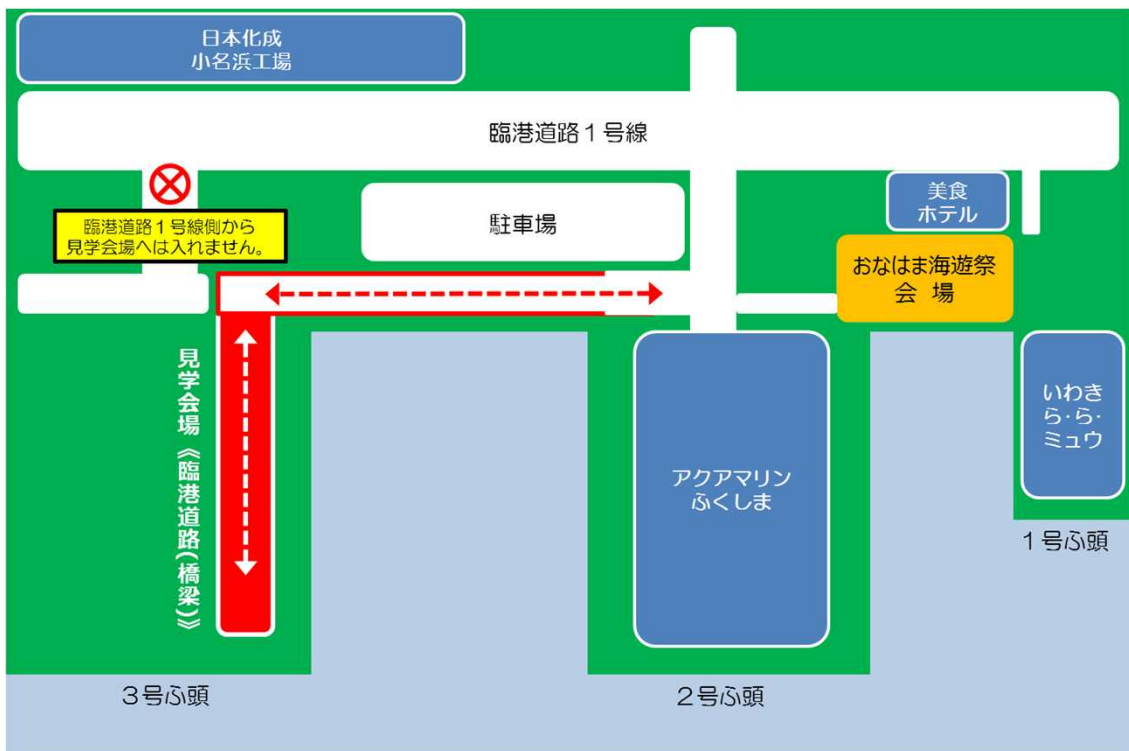 日本化成
小名浜工場
臨港道路１号線
臨港道路１号線側から
見学会場へは入れません。
駐車場
美食
ホテル
おなはま海遊祭
会 場
見学会場《臨港道路(橋梁)》
アクアマリン
ふくしま
いわき
ら・ら・
ミュウ
１号ふ頭
２号ふ頭
３号ふ頭